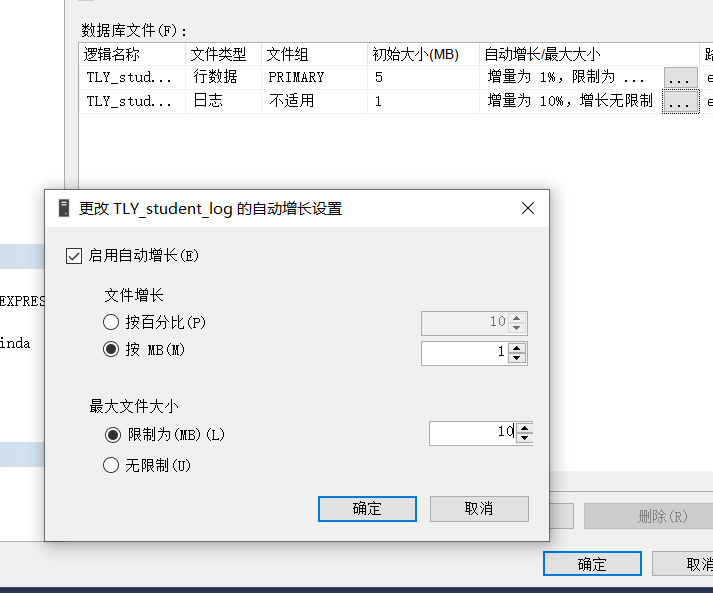 数据库文件(F):
逻辑名称 文件类型 文件组 初始大小(MB) 自动增长/最大大小
TLY_stud... 行数据 PRIMARY 5 增量为 1%，限制为 ... ...
TLY_stud... 日志 不适用 1 增量为 10%，增长无限制 ...
更改 TLY_student_log 的自动增长设置
启用自动增长(E)
EXPRES
文件增长
按百分比(P) 10
inda
按 MB(M) 1
最大文件大小
限制为(MB)(L) 10
无限制(U)
确定 取消
删除(R)
确定 取消